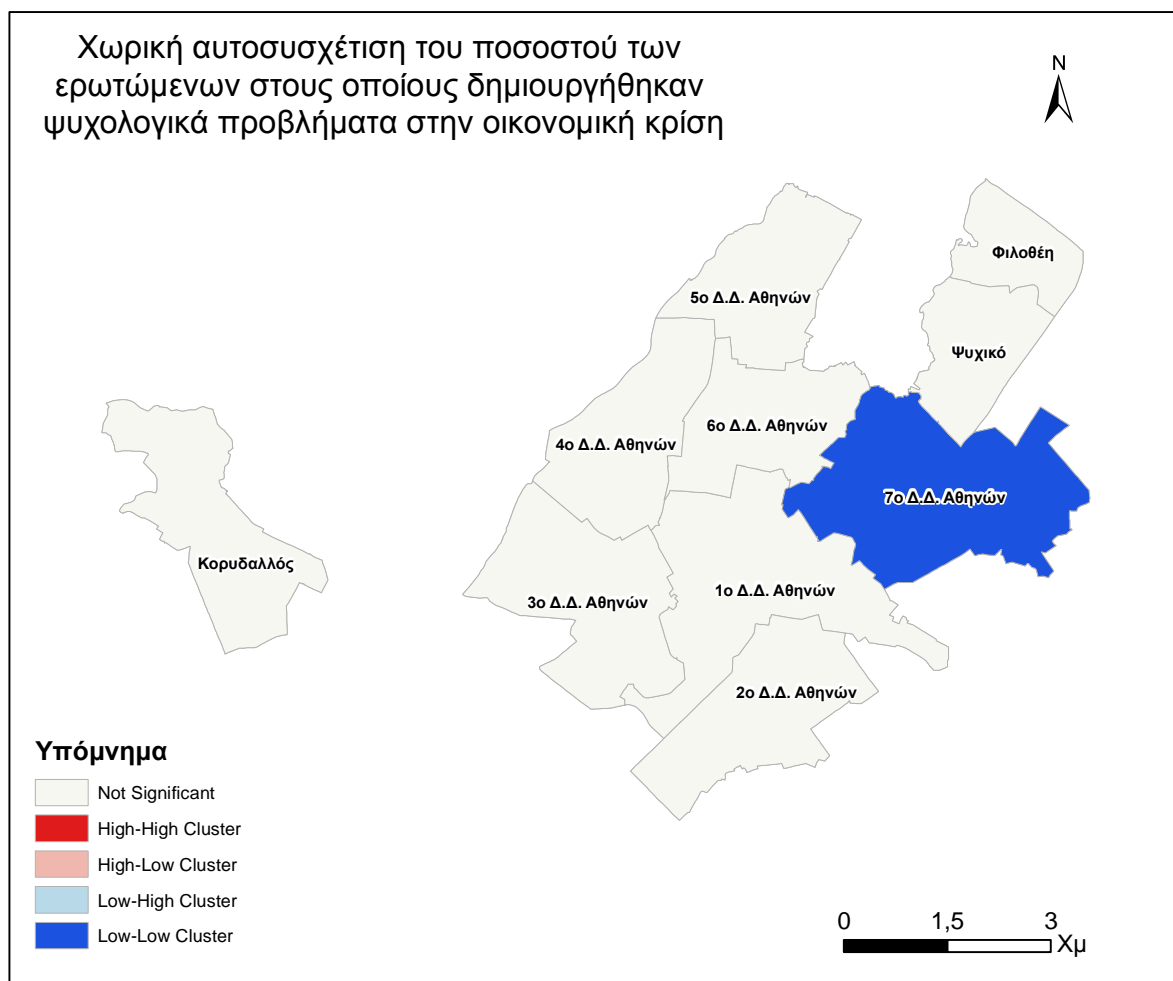 Χωρική αυτοσυσχέτιση του ποσοστού των
ερωτώμενων στους οποίους δημιουργήθηκαν
ψυχολογικά προβλήματα στην οικονομική κρίση
N
Φιλοθέη
5ο Δ.Δ. Αθηνών
Ψυχικό
6ο Δ.Δ. Αθηνών
4ο Δ.Δ. Αθηνών
7ο Δ.Δ. Αθηνών
Κορυδαλλός
1ο Δ.Δ. Αθηνών
3ο Δ.Δ. Αθηνών
2ο Δ.Δ. Αθηνών
Υπόμνημα
Not Significant
High-High Cluster
High-Low Cluster
Low-High Cluster
Low-Low Cluster
0 1,5 3
Χμ